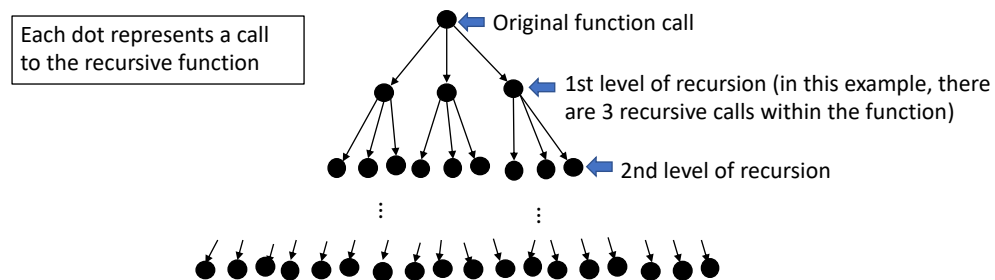 Original function call
Each dot represents a call
to the recursive function
1st level of recursion (in this example, there
are 3 recursive calls within the function)
2nd level of recursion